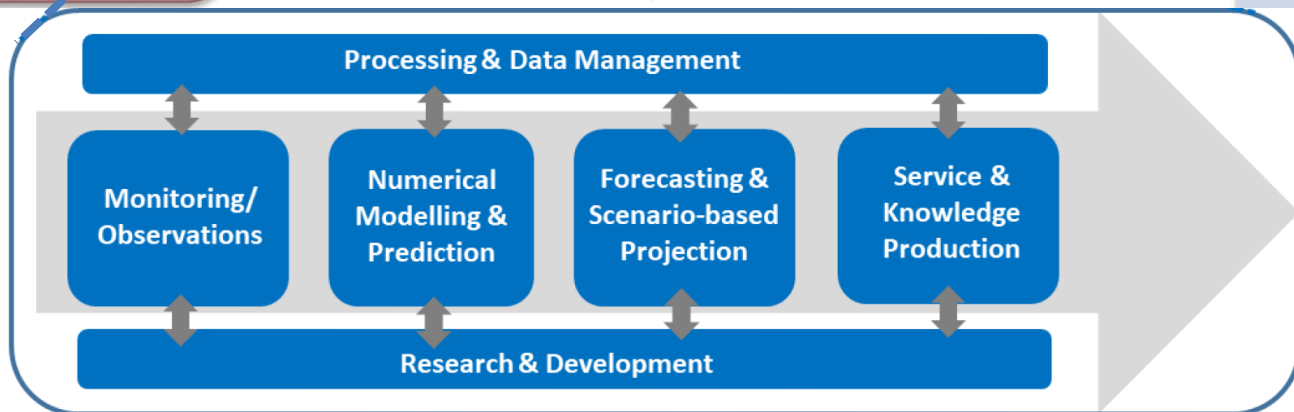 Processing & Data Management
Monitoring/
Observations
Numerical
Modelling &
Prediction
Forecasting &
Scenario-based
Projection
Service &
Knowledge
Production
Research & Development